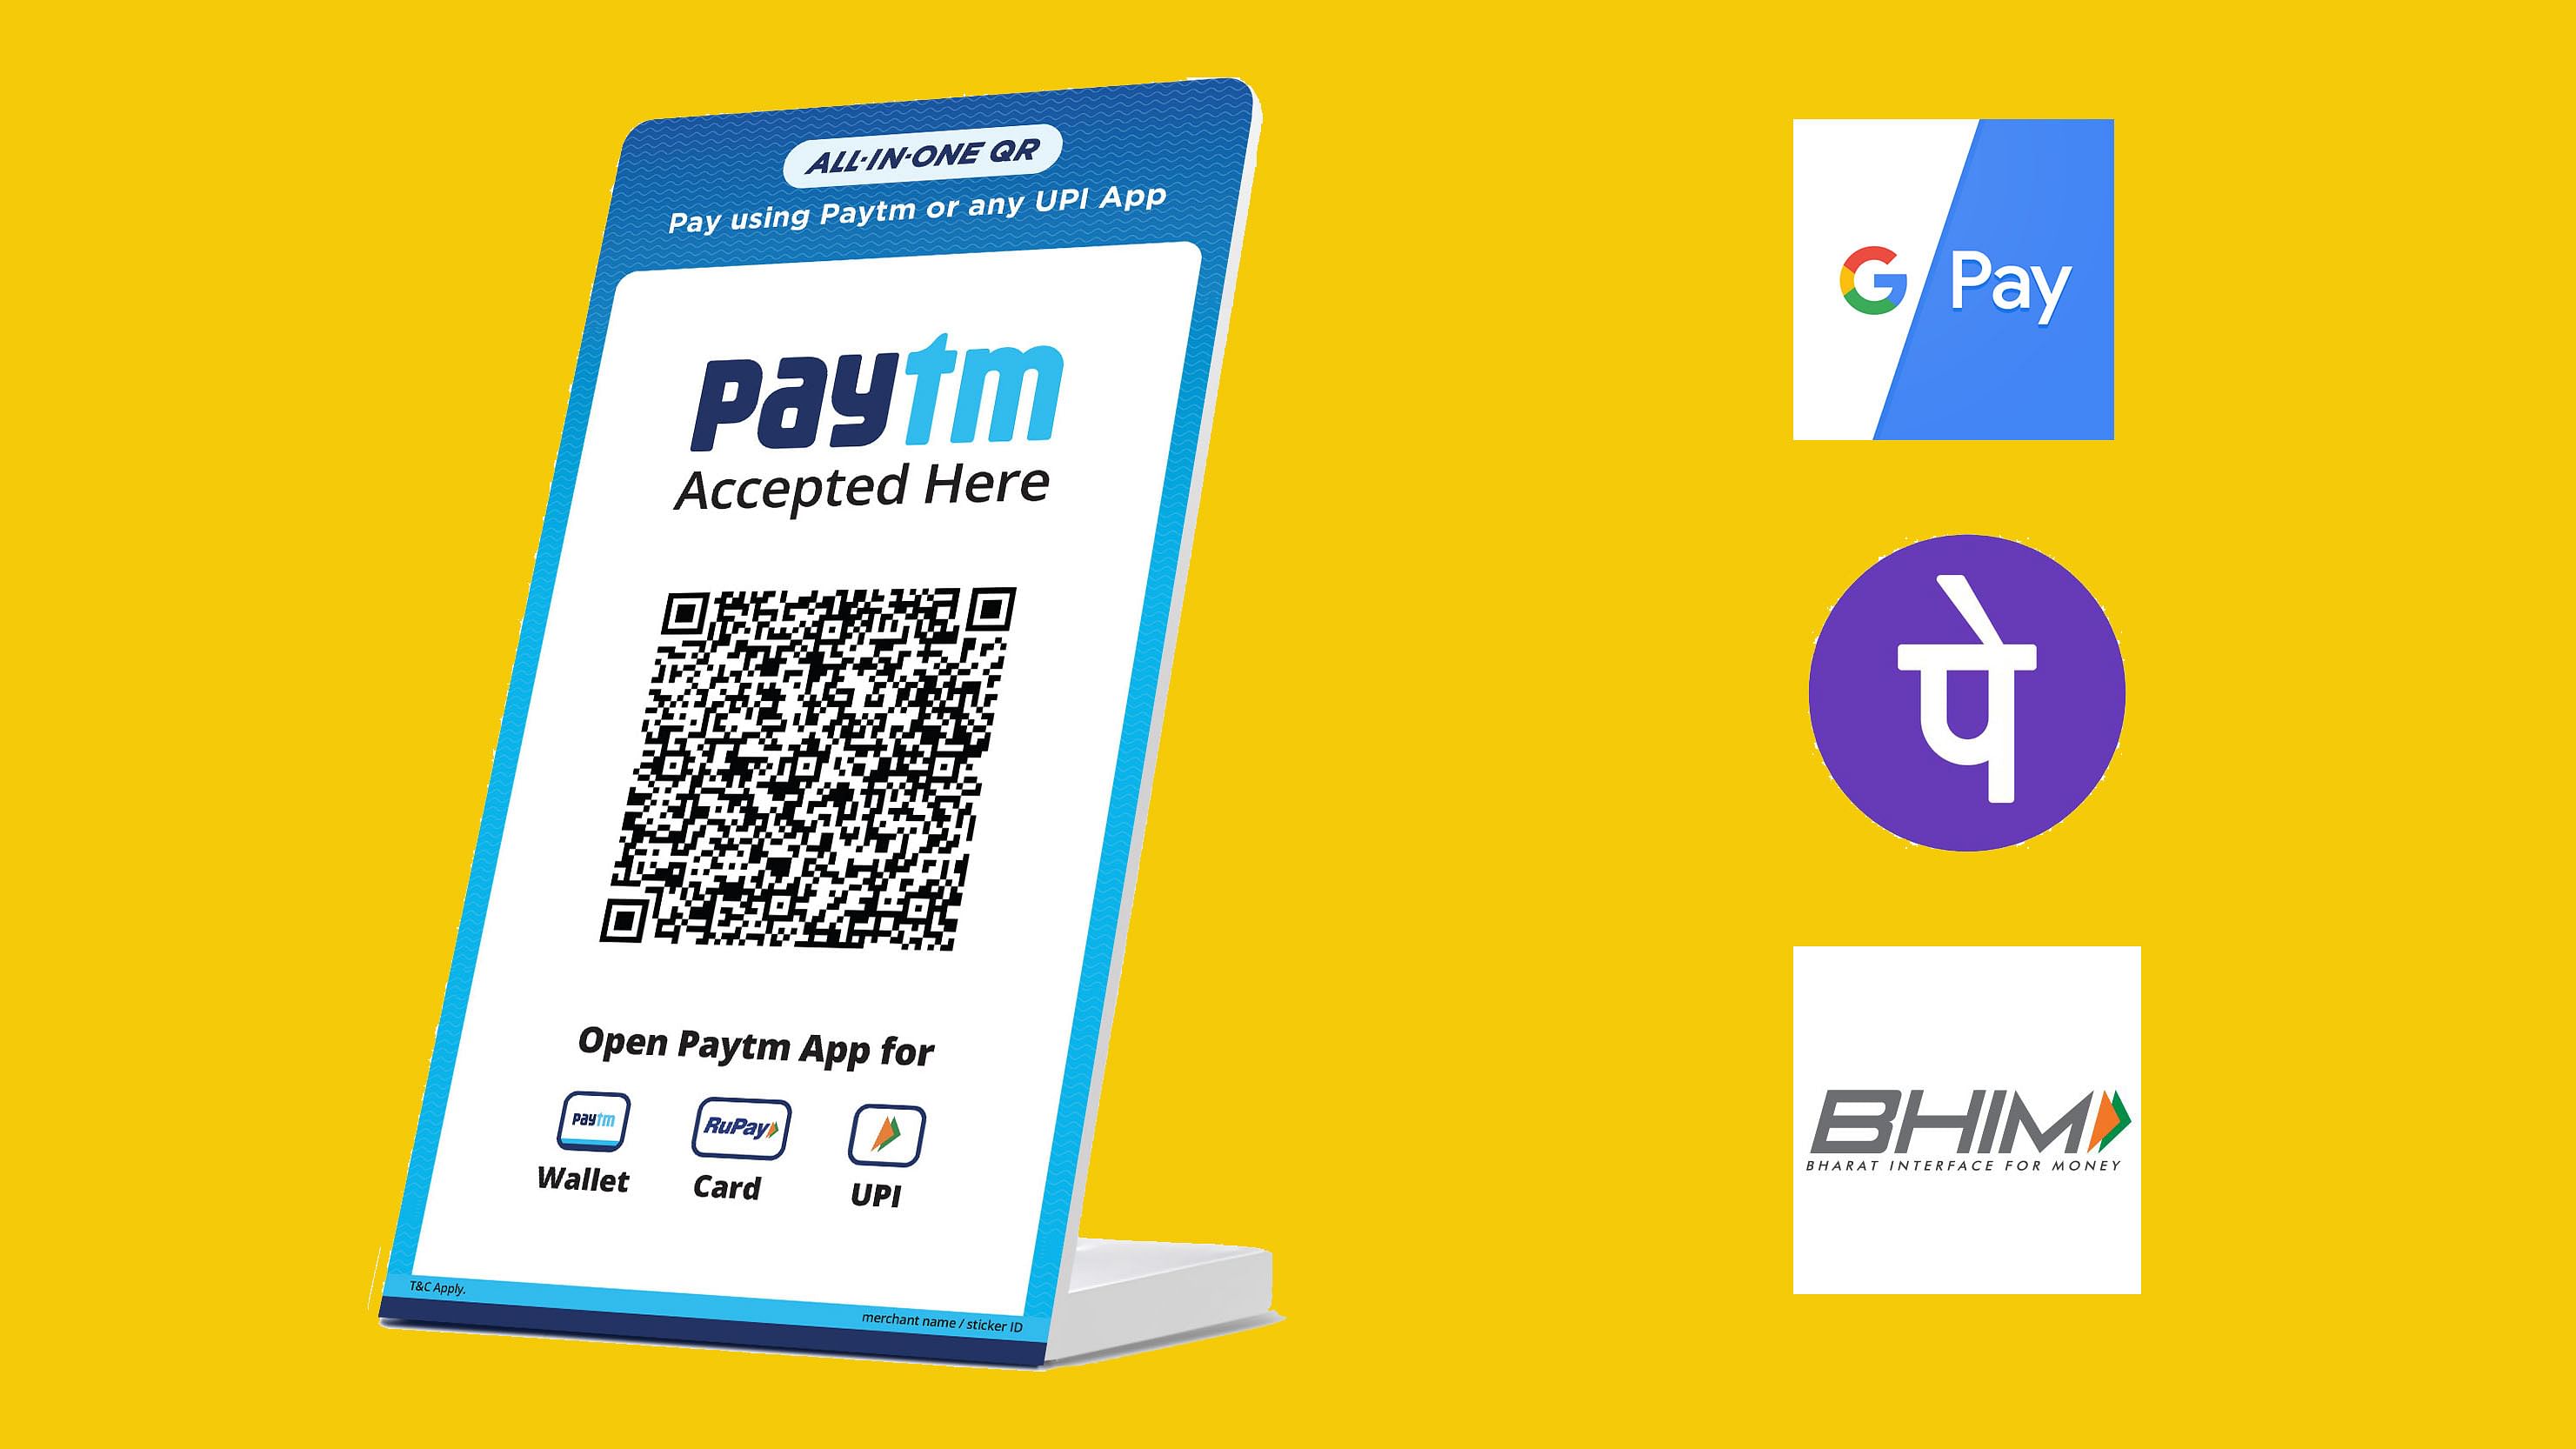 ALL-IN-ONE QR
Pay using Paytm or any UPI App
paytm
Accepted Here
Open Paytm App for
paytm
RuPay
Wallet
Card
UPI
T&C Apply.
merchant name / sticker ID
G Pay
पे
BHIM
BHARAT INTERFACE FOR MONEY